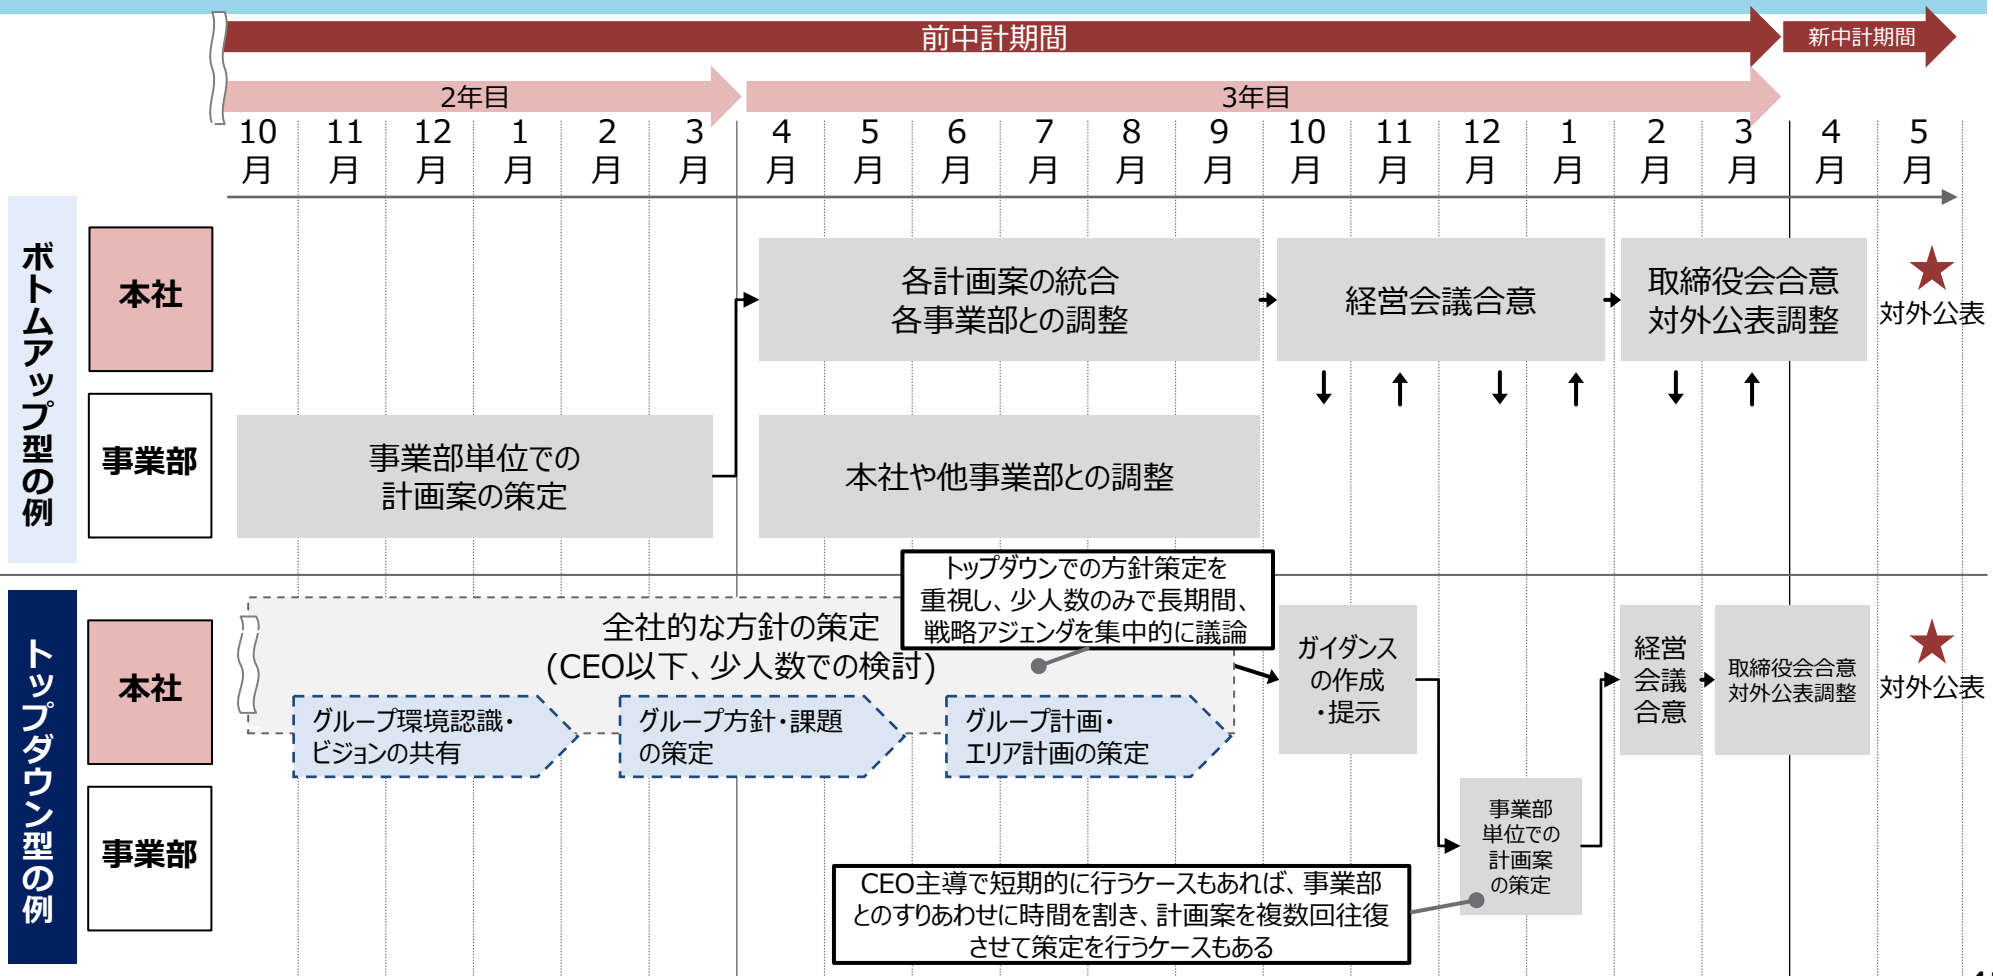 前中計期間
新中計期間
2年目
3年目
10月
11月
12月
1月
2月
3月
4月
5月
6月
7月
8月
9月
10月
11月
12月
1月
2月
3月
4月
5月
ボトムアップ型の例
本社
各計画案の統合
各事業部との調整
経営会議合意
取締役会合意
対外公表調整
対外公表
事業部
事業部単位での
計画案の策定
本社や他事業部との調整
トップダウン型の例
本社
全社的な方針の策定
(CEO以下、少人数での検討)
トップダウンでの方針策定を
重視し、少人数のみで長期間、
戦略アジェンダを集中的に議論
グループ環境認識・
ビジョンの共有
グループ方針・課題
の策定
グループ計画・
エリア計画の策定
ガイダンス
の作成
・提示
経営
会議
合意
取締役会合意
対外公表調整
対外公表
事業部
事業部
単位での
計画案
の策定
CEO主導で短期的に行うケースもあれば、事業部
とのすりあわせに時間を割き、計画案を複数回往復
させて策定を行うケースもある